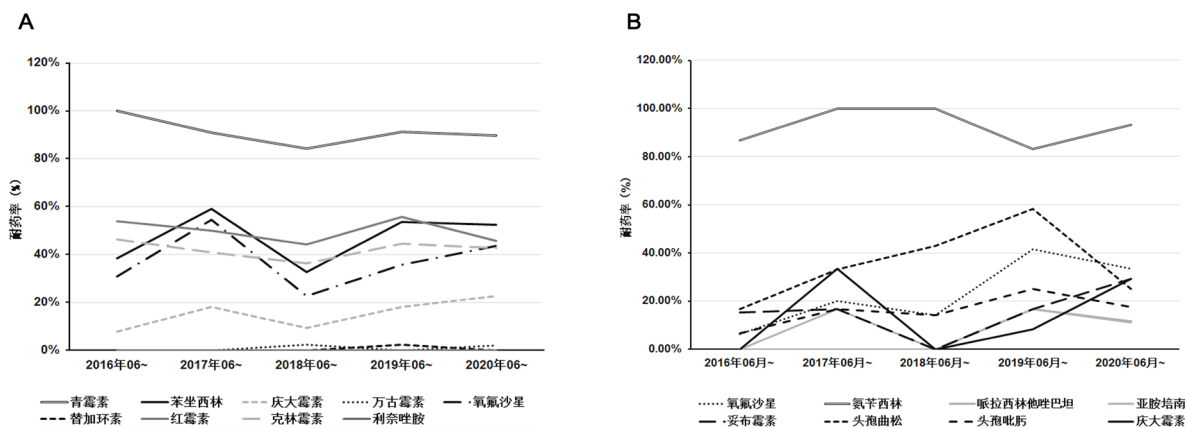 A
120%
100%
80%
60%
40%
20%
0%
耐药率 (%)
2016年06~ 2017年06~ 2018年06~ 2019年06~ 2020年06~
青霉素 苯坐西林 庆大霉素 万古霉素 氧氟沙星
替加环素 红霉素 克林霉素 利奈唑胺
B
120.00%
100.00%
80.00%
60.00%
40.00%
20.00%
0.00%
耐药率 (%)
2016年06月~ 2017年06月~ 2018年06月~ 2019年06月~ 2020年06月~
氧氟沙星 氨苄西林 哌拉西林他唑巴坦 亚胺培南
妥布霉素 头孢曲松 头孢吡肟 庆大霉素